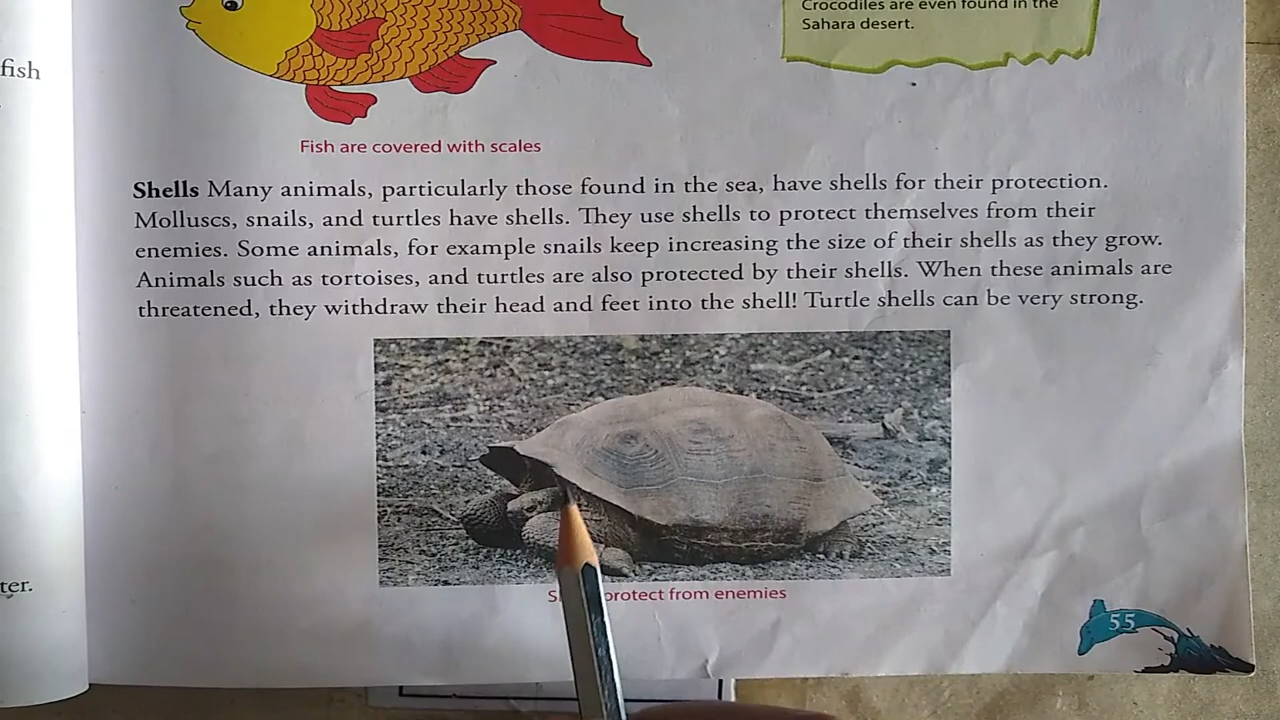 Crocodiles are even found in the
Sahara desert.
fish
Fish are covered with scales
Shells Many animals, particularly those found in the sea, have shells for their protection.
Molluscs, snails, and turtles have shells. They use shells to protect themselves from their
enemies. Some animals, for example snails keep increasing the size of their shells as they grow.
Animals such as tortoises, and turtles are also protected by their shells. When these animals are
threatened, they withdraw their head and feet into the shell! Turtle shells can be very strong.
ter.
protect from enemies
55